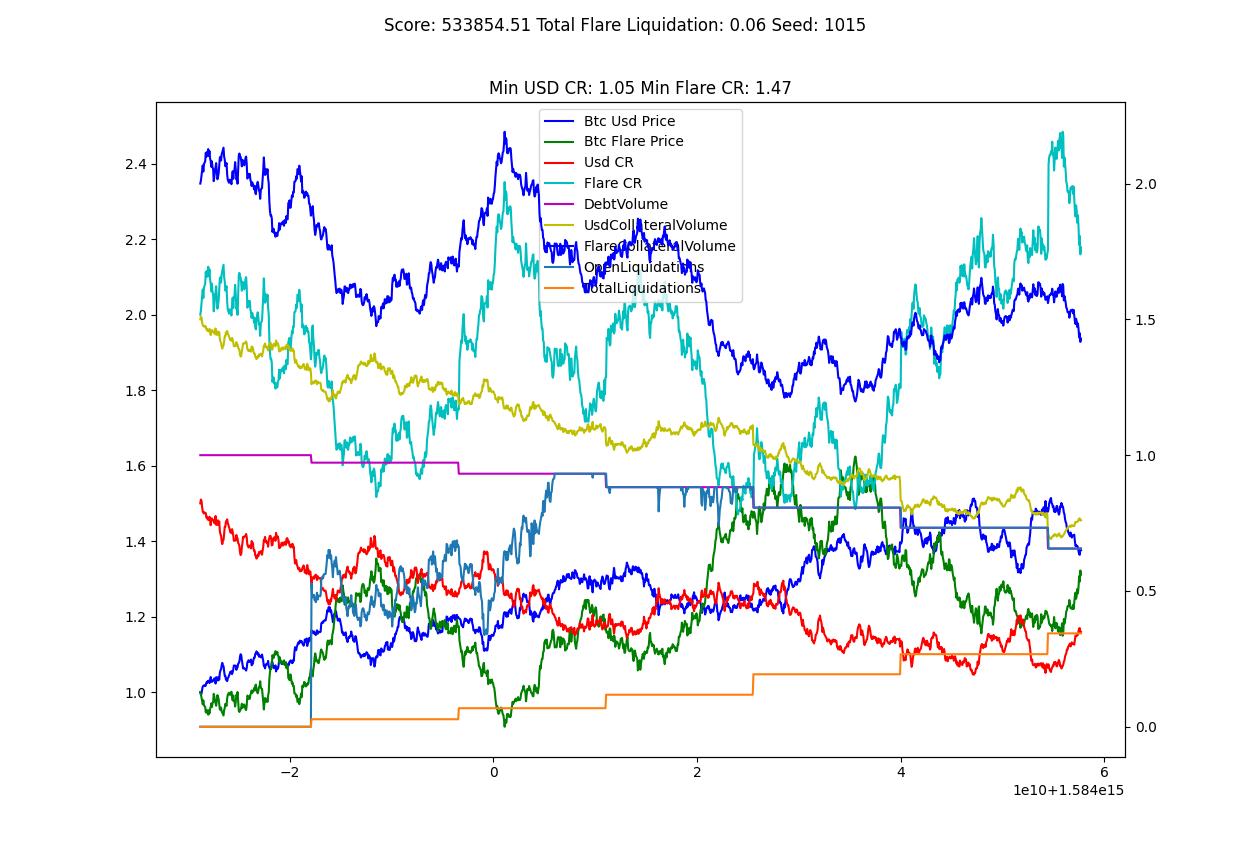 Score: 533854.51 Total Flare Liquidation: 0.06 Seed: 1015
Min USD CR: 1.05 Min Flare CR: 1.47
Btc Usd Price
Btc Flare Price
Usd CR
Flare CR
DebtVolume
UsdCollateralVolume
FlareCollateralVolume
OpenLiquidations
TotalLiquidations
2.4
2.2
2.0
1.8
1.6
1.4
1.2
1.0
2.0
1.5
1.0
0.5
0.0
−2 0 2 4 6
1e10+1.584e15